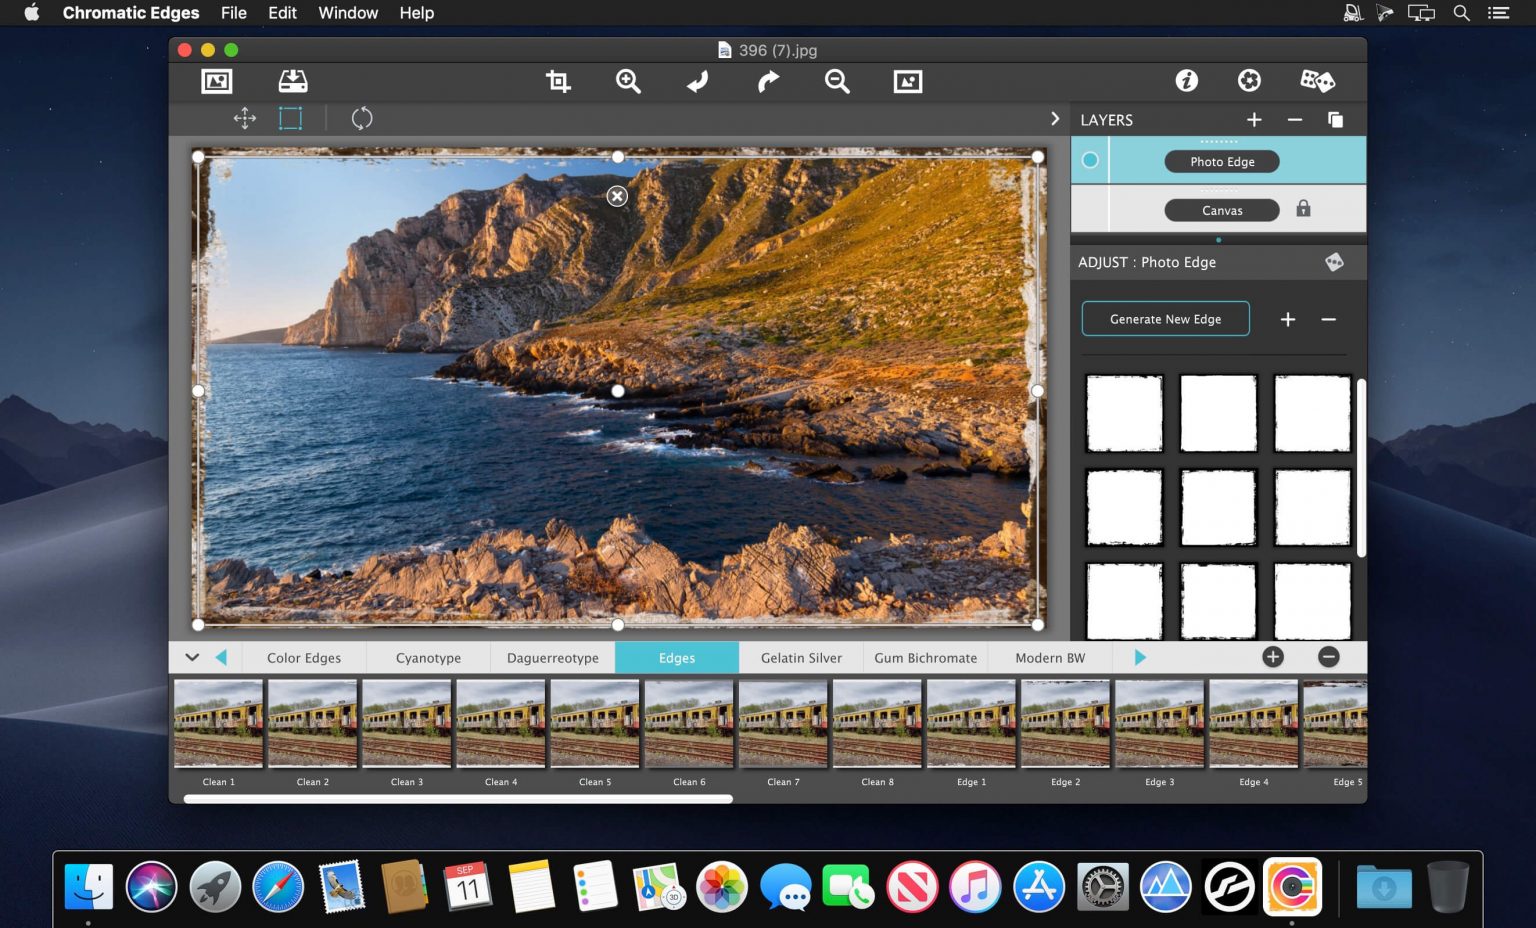 Chromatic Edges File Edit Window Help
396 (7).jpg
LAYERS
Photo Edge
Canvas
ADJUST : Photo Edge
Generate New Edge
Color Edges Cyanotype Daguerreotype Edges Gelatin Silver Gum Bichromate Modern BW
Clean 1 Clean 2 Clean 3 Clean 4 Clean 5 Clean 6 Clean 7 Clean 8 Edge 1 Edge 2 Edge 3 Edge 4 Edge 5
SEP
11
3D